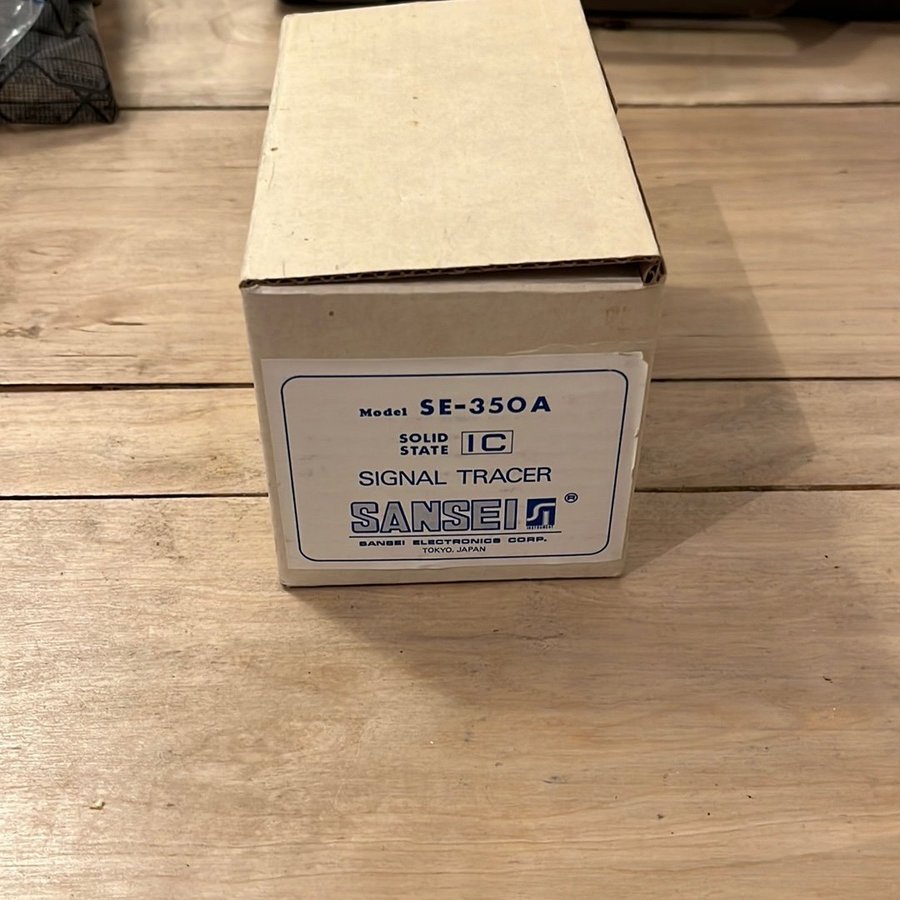 Model SE-350A
SOLID STATE IC
SIGNAL TRACER
SANSEI ®
SANSEI ELECTRONICS CORP.
TOKYO, JAPAN